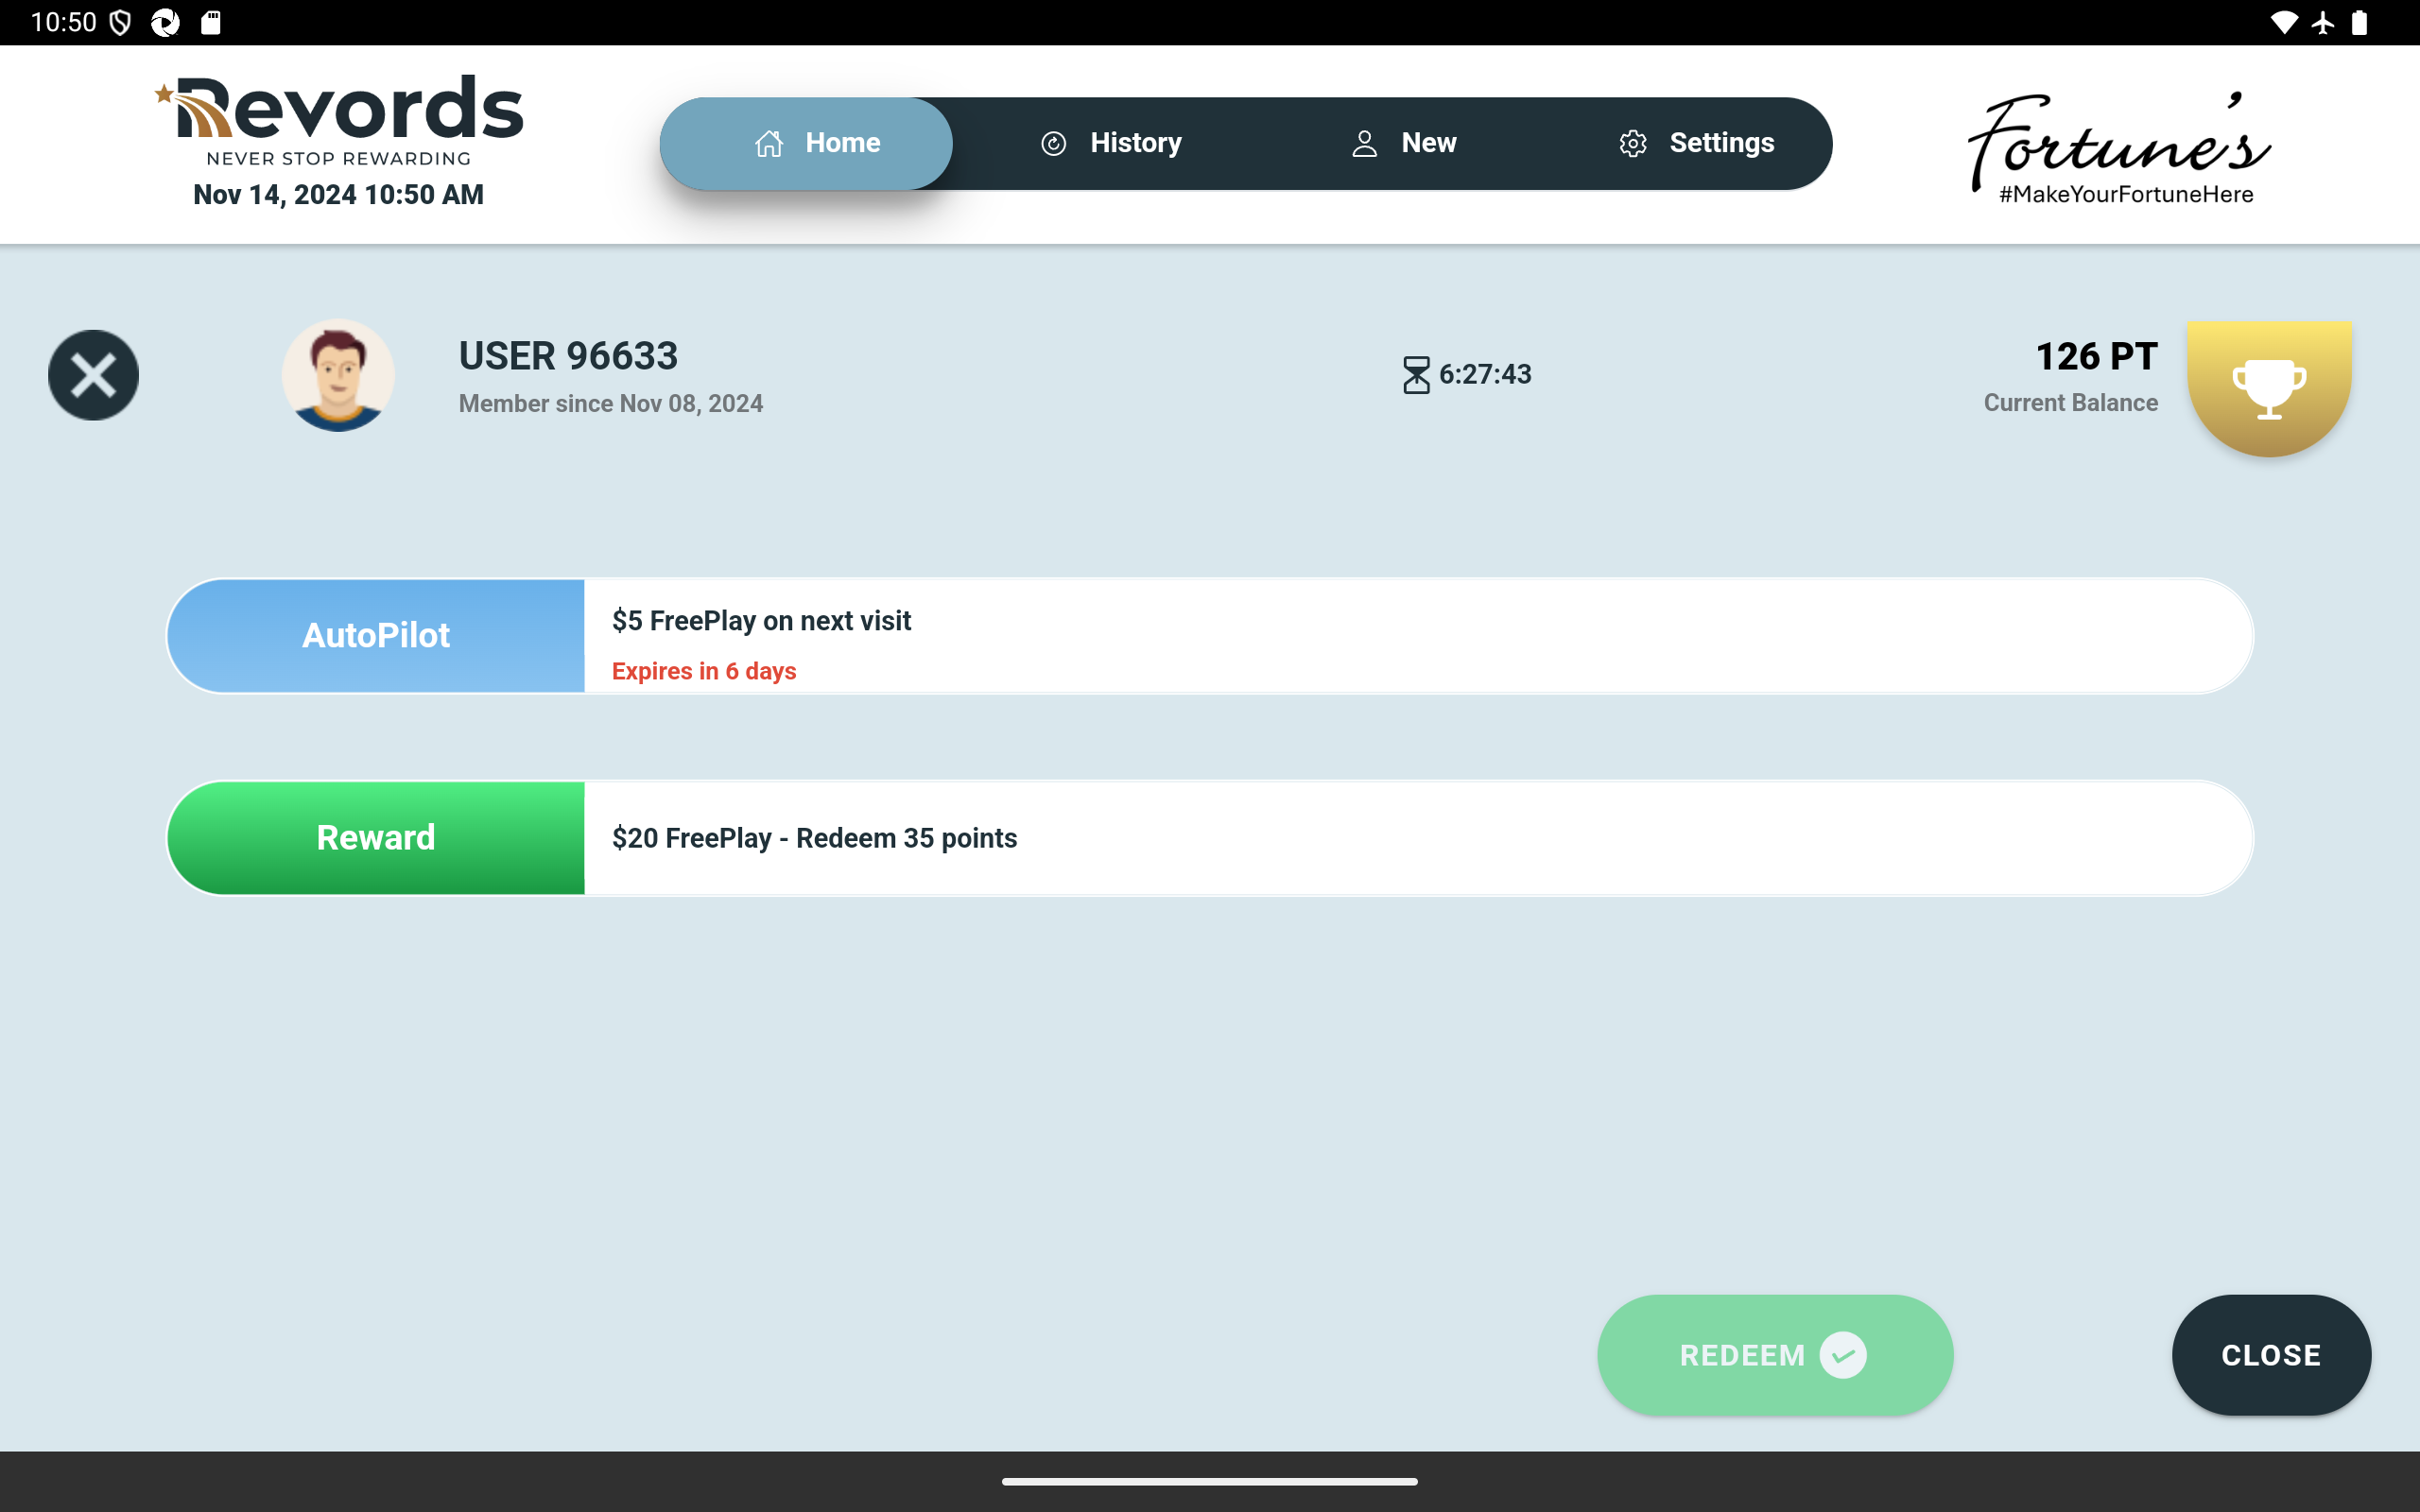 10:50
Revords
NEVER STOP REWARDING
Nov 14, 2024 10:50 AM
Home
History
New
Settings
Fortune's
#MakeYourFortuneHere
USER 96633
Member since Nov 08, 2024
6:27:43
126 PT
Current Balance
AutoPilot
$5 FreePlay on next visit
Expires in 6 days
Reward
$20 FreePlay - Redeem 35 points
REDEEM
CLOSE